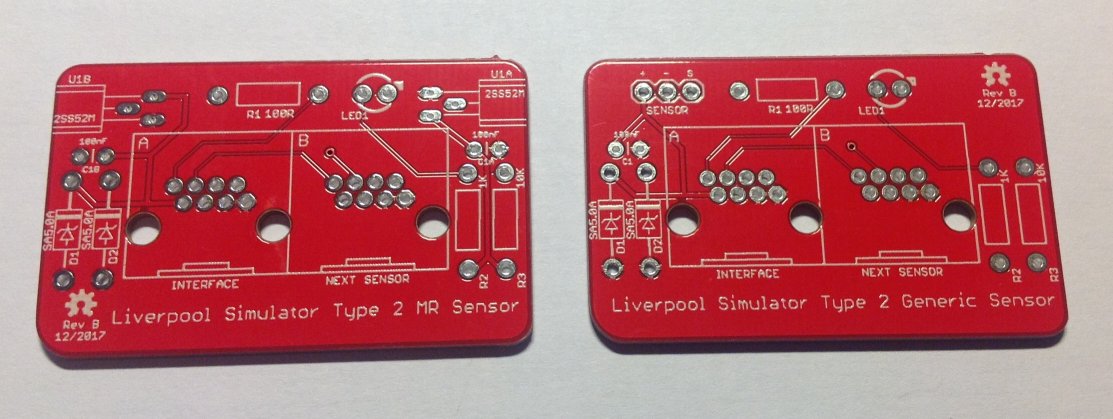 U1B
U1A
2SS52M
2SS52M
R1 100R
LED1
100nF
C1B
100nF
C1A
A
B
1K
10K
SA5.0A
SA5.0A
D1
D2
R2
R3
INTERFACE
NEXT SENSOR
Liverpool Simulator Type 2 MR Sensor
Rev B
12/2017
+ - S
SENSOR
R1 100R
LED1
Rev B
12/2017
100nF
C1
A
B
1K
10K
SA5.0A
SA5.0A
D1
D2
R2
R3
INTERFACE
NEXT SENSOR
Liverpool Simulator Type 2 Generic Sensor